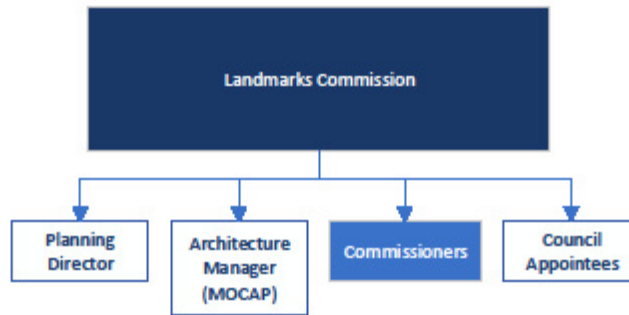 Landmarks Commission
Planning
Director
Architecture
Manager
(MOCAP)
Commissioners
Council
Appointees